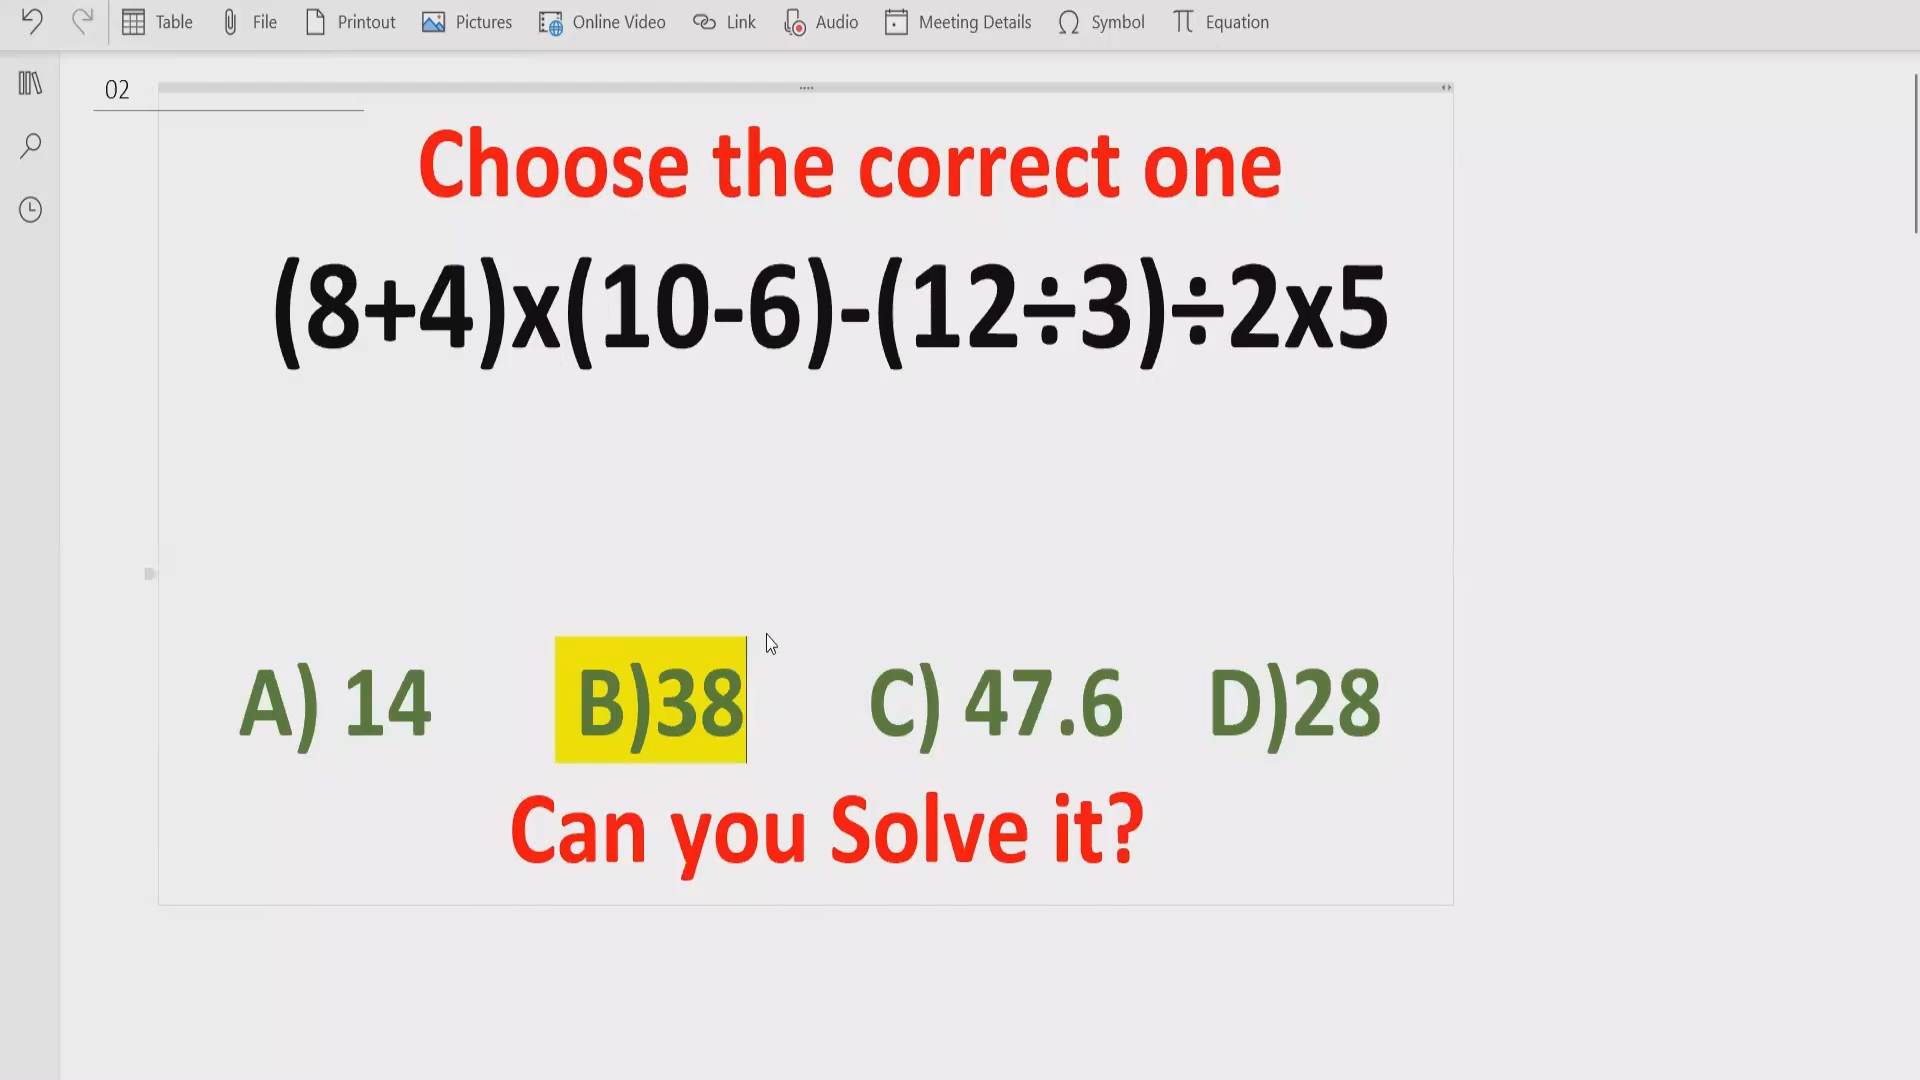 Table File Printout Pictures Online Video Link Audio Meeting Details Symbol Equation
02
Choose the correct one
(8+4)x(10-6)-(12÷3)÷2x5
A) 14 B)38 C) 47.6 D)28
Can you Solve it?